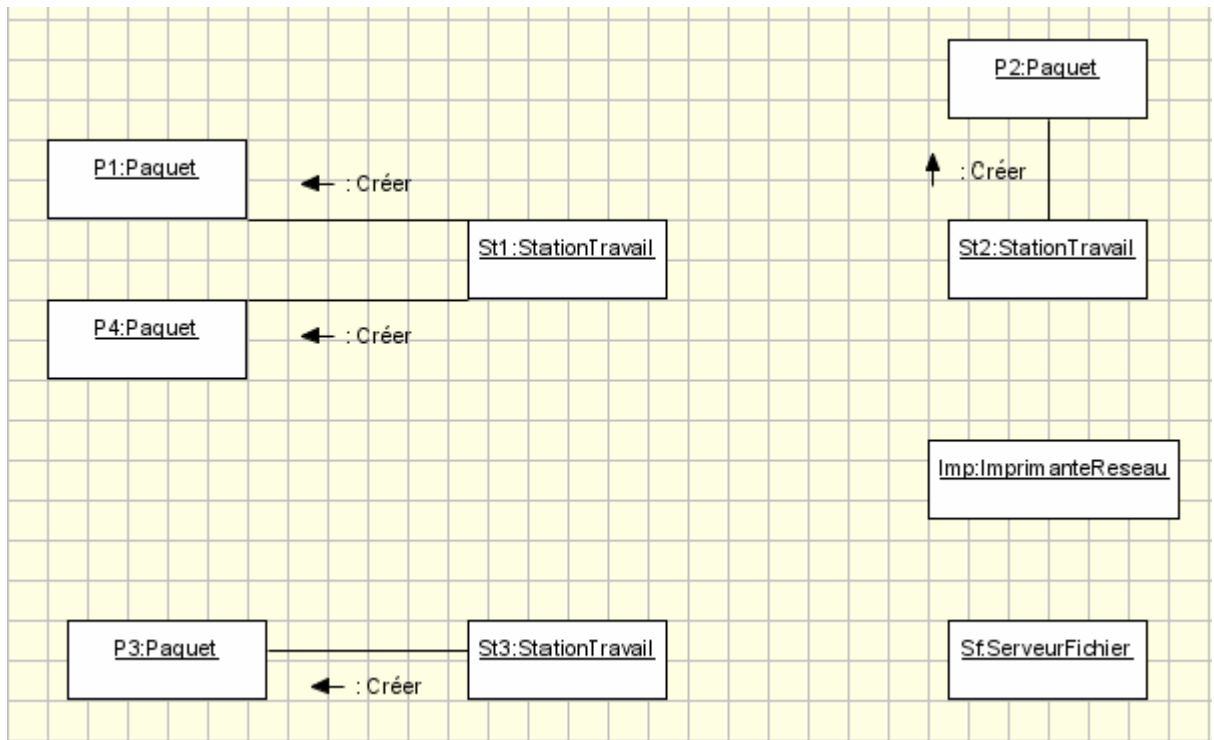 P2:Paquet
P1:Paquet
: Créer
: Créer
St1:StationTravail
St2:StationTravail
P4:Paquet
: Créer
Imp:ImprimanteReseau
P3:Paquet
St3:StationTravail
Sf:ServeurFichier
: Créer